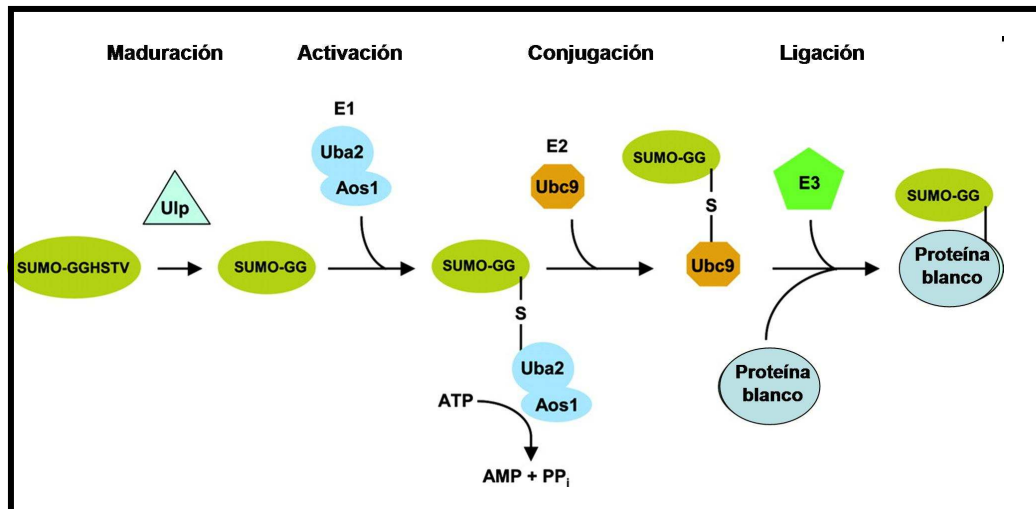 Maduración
Activación
Conjugación
Ligación
E1
Uba2
Aos1
E2
Ubc9
SUMO-GG
S
Ubc9
E3
SUMO-GG
Proteína
blanco
Ulp
SUMO-GGHSTV
SUMO-GG
SUMO-GG
S
Uba2
Aos1
ATP
AMP + PPi
Proteína
blanco